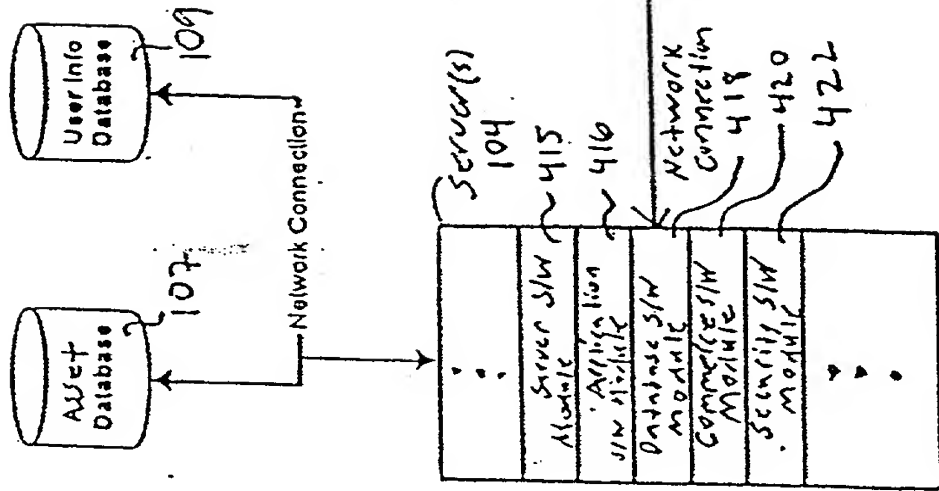 Asset
Database
107
User Info
Database
109
Network Connection
Server(s)
104
Server S/W
Module
415
Application
S/W Module
416
Database S/W
Module
Network
Connection
418
Commerce S/W
Module
420
Security S/W
Module
422